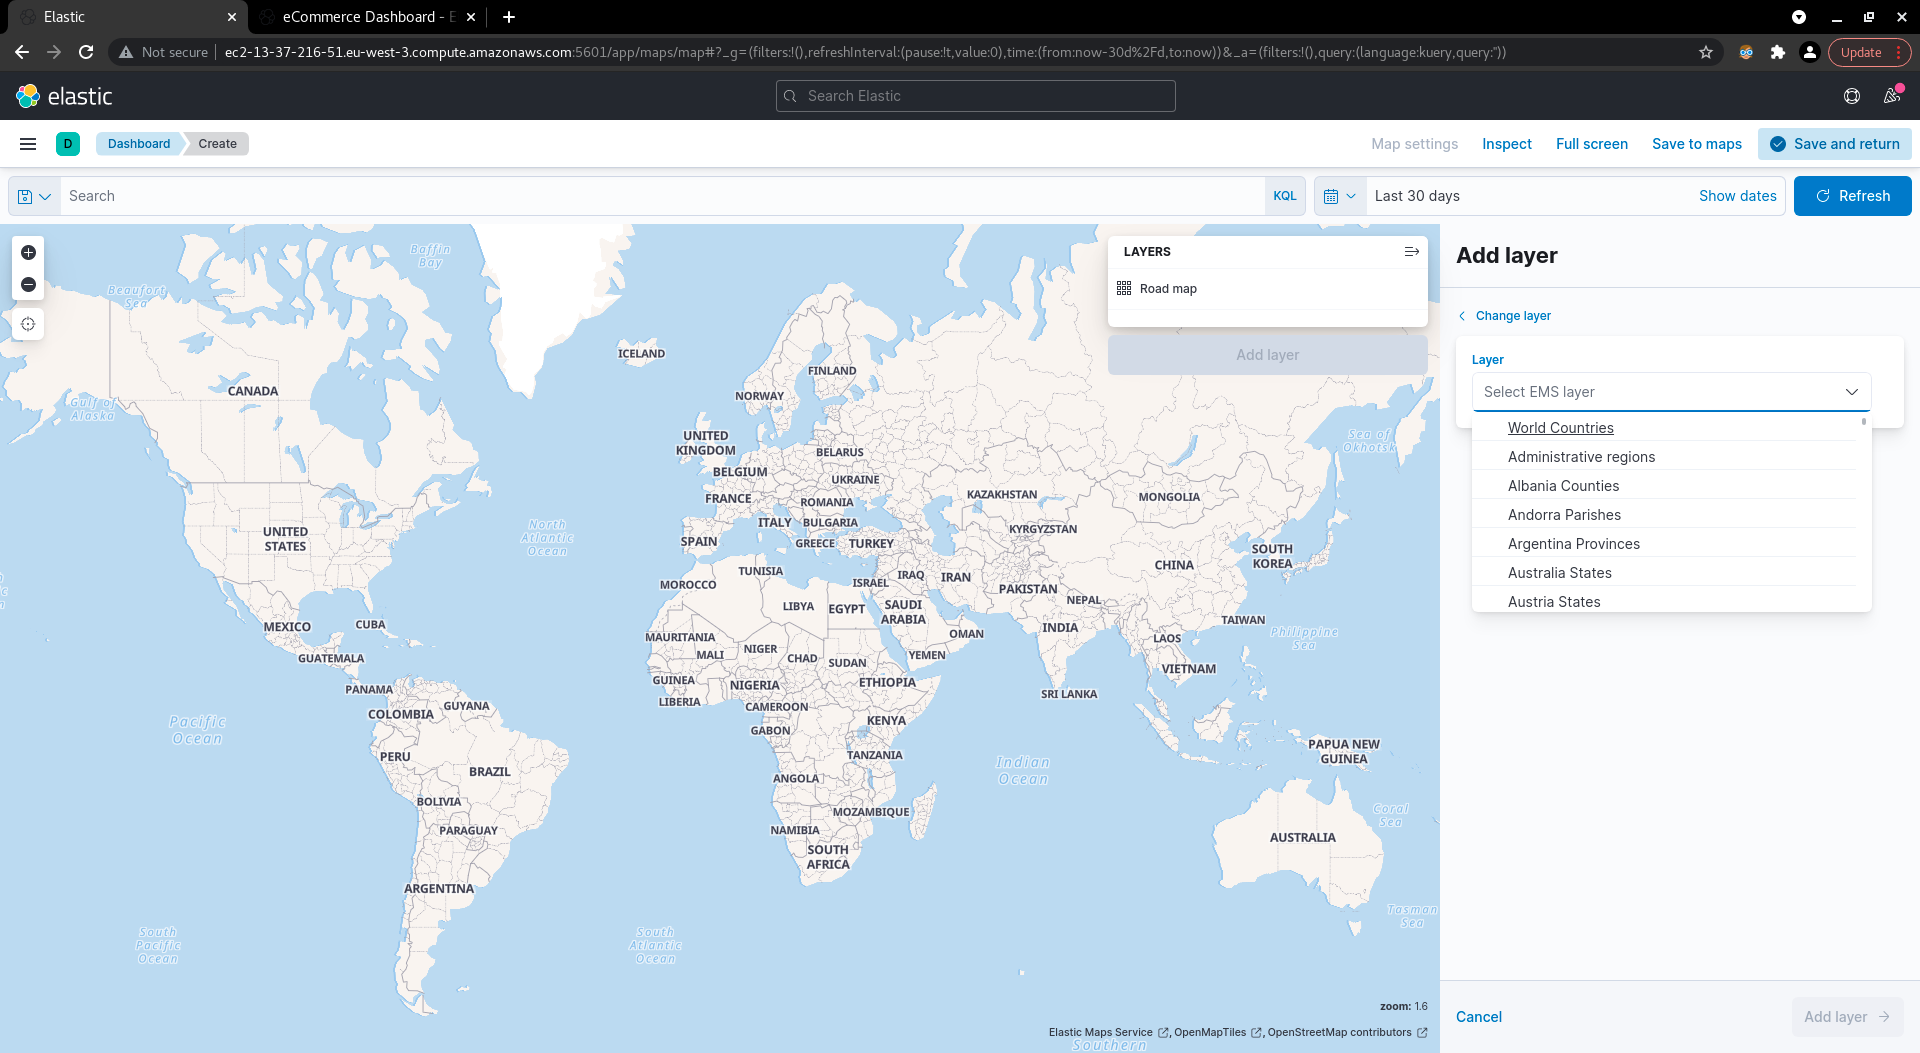 Elastic
eCommerce Dashboard - E
Not secure
ec2-13-37-216-51.eu-west-3.compute.amazonaws.com:5601/app/maps/map#?_g=(filters:!(),refreshInterval:(pause:!t,value:0),time:(from:now-30d%2Fd,to:now))&_a=(filters:!(),query:(language:kuery,query:''))
Update
elastic
Search Elastic
D
Dashboard
Create
Map settings
Inspect
Full screen
Save to maps
Save and return
Search
KQL
Last 30 days
Show dates
Refresh
LAYERS
Road map
Add layer
Add layer
Change layer
Layer
Select EMS layer
World Countries
Administrative regions
Albania Counties
Andorra Parishes
Argentina Provinces
Australia States
Austria States
Cancel
Add layer
Baffin
Bay
Beaufort
Sea
ICELAND
FINLAND
CANADA
NORWAY
Gulf of
Alaska
UNITED
KINGDOM
BELARUS
Sea of
Okhotsk
BELGIUM
UKRAINE
FRANCE
ROMANIA
KAZAKHSTAN
MONGOLIA
North
Atlantic
Ocean
ITALY
BULGARIA
KYRGYZSTAN
UNITED
STATES
SPAIN
GREECE
TURKEY
SOUTH
KOREA
TUNISIA
CHINA
MOROCCO
ISRAEL
IRAQ
IRAN
PAKISTAN
NEPAL
LIBYA
EGYPT
SAUDI
ARABIA
MEXICO
CUBA
INDIA
TAIWAN
MAURITANIA
OMAN
Philippine
Sea
LAOS
GUATEMALA
MALI
NIGER
CHAD
SUDAN
YEMEN
VIETNAM
PANAMA
GUINEA
NIGERIA
ETHIOPIA
SRI LANKA
LIBERIA
CAMEROON
COLOMBIA
GUYANA
Pacific
Ocean
GABON
KENYA
PERU
TANZANIA
PAPUA NEW
GUINEA
BRAZIL
Indian
Ocean
ANGOLA
BOLIVIA
MOZAMBIQUE
Coral
Sea
PARAGUAY
NAMIBIA
AUSTRALIA
SOUTH
AFRICA
ARGENTINA
Tasman
Sea
South
Pacific
Ocean
South
Atlantic
Ocean
zoom: 1.6
Elastic Maps Service , OpenMapTiles , OpenStreetMap contributors
Southern